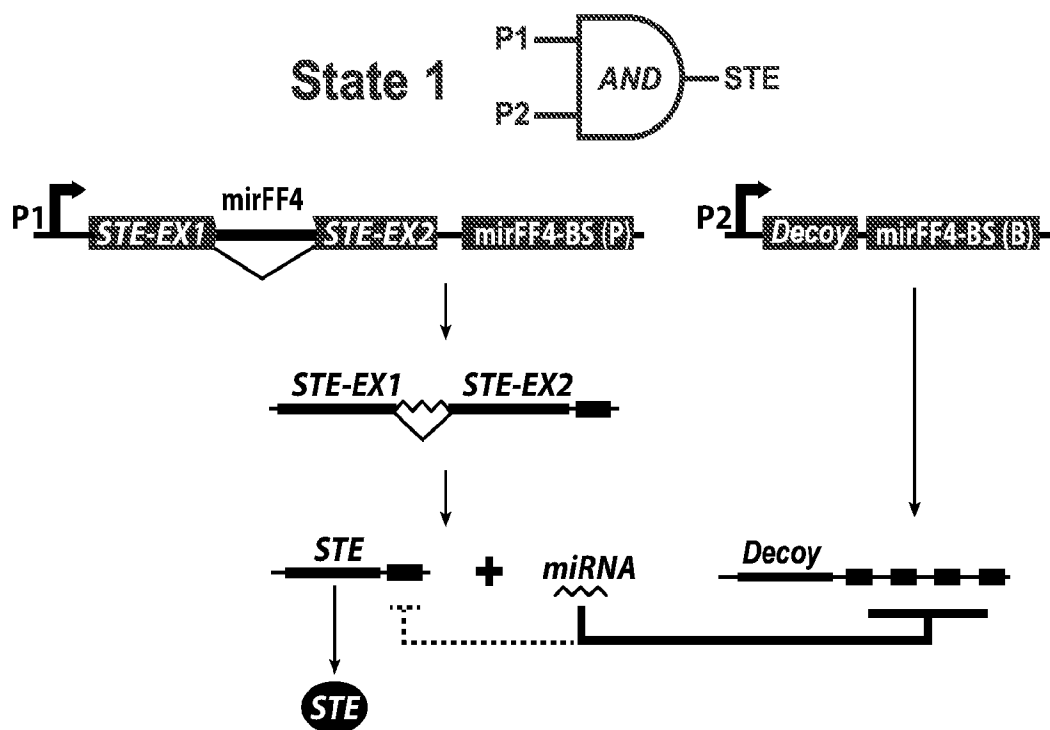 State 1
P1
P2
AND
STE
P1
STE-EX1
mirFF4
STE-EX2
mirFF4-BS (P)
P2
Decoy
mirFF4-BS (B)
STE-EX1
STE-EX2
STE
+
miRNA
Decoy
STE